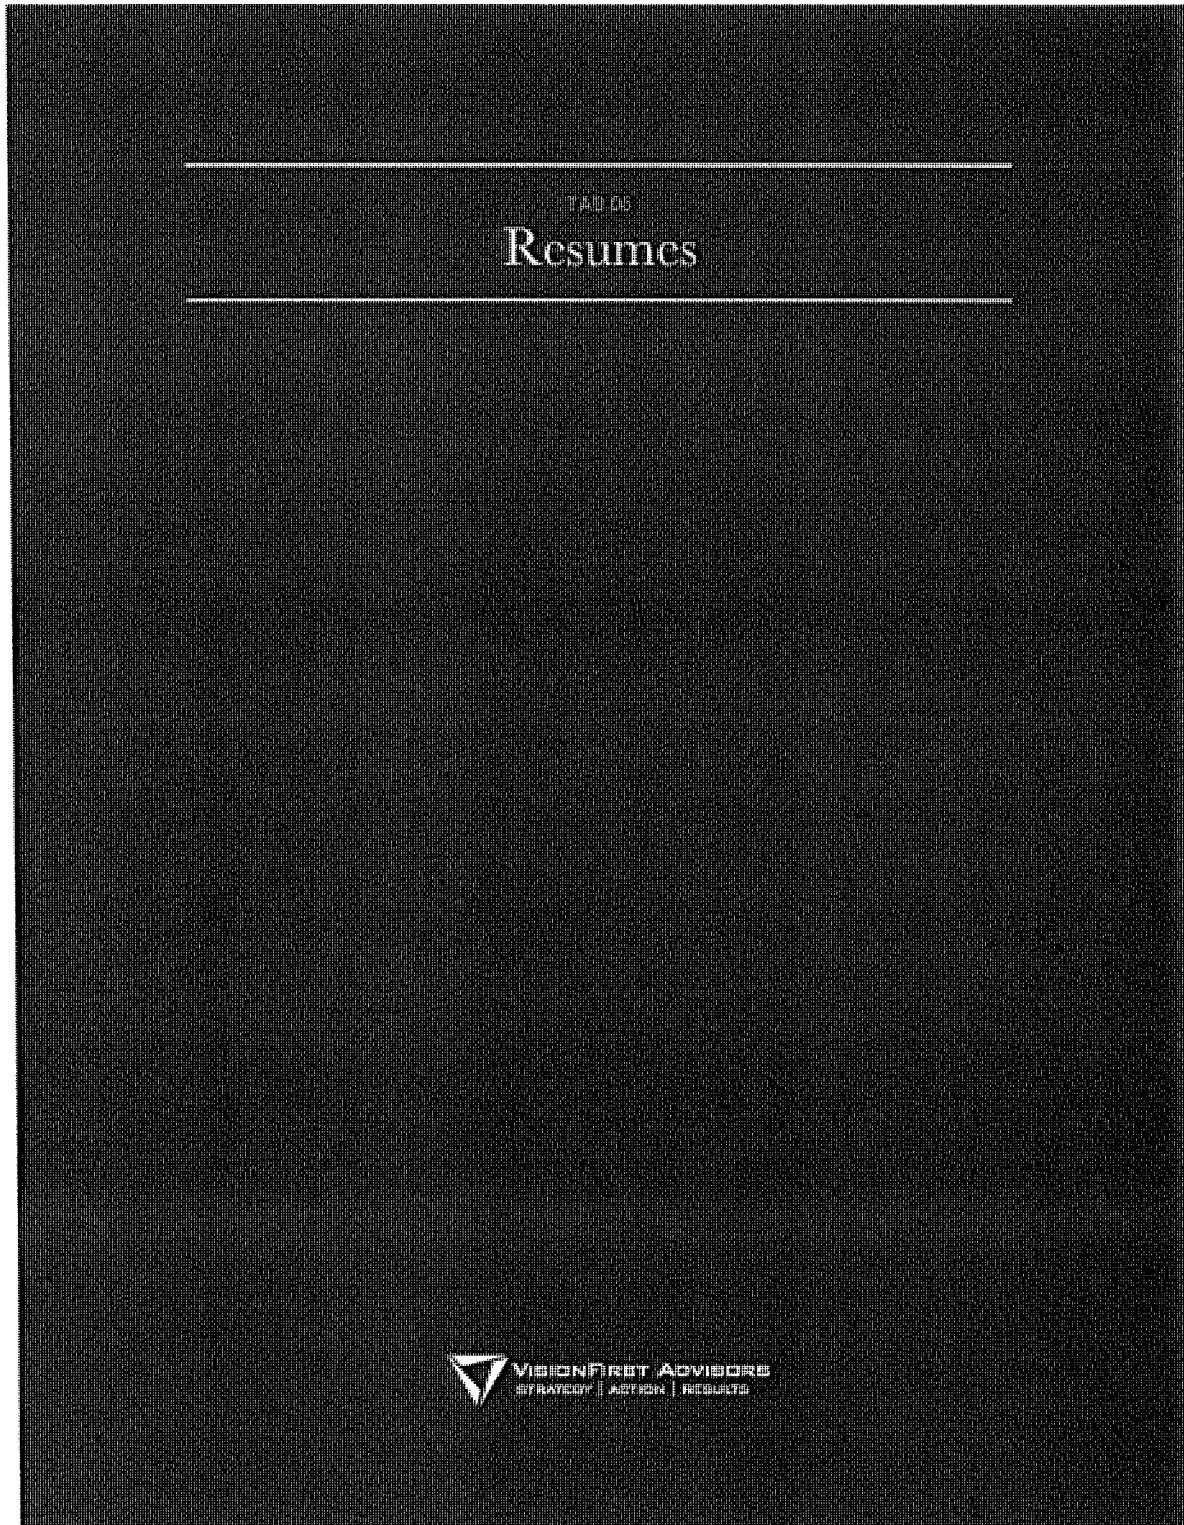 TAB 06
Resumes
VISIONFIRST ADVISORS
STRATEGY | ACTION | RESULTS